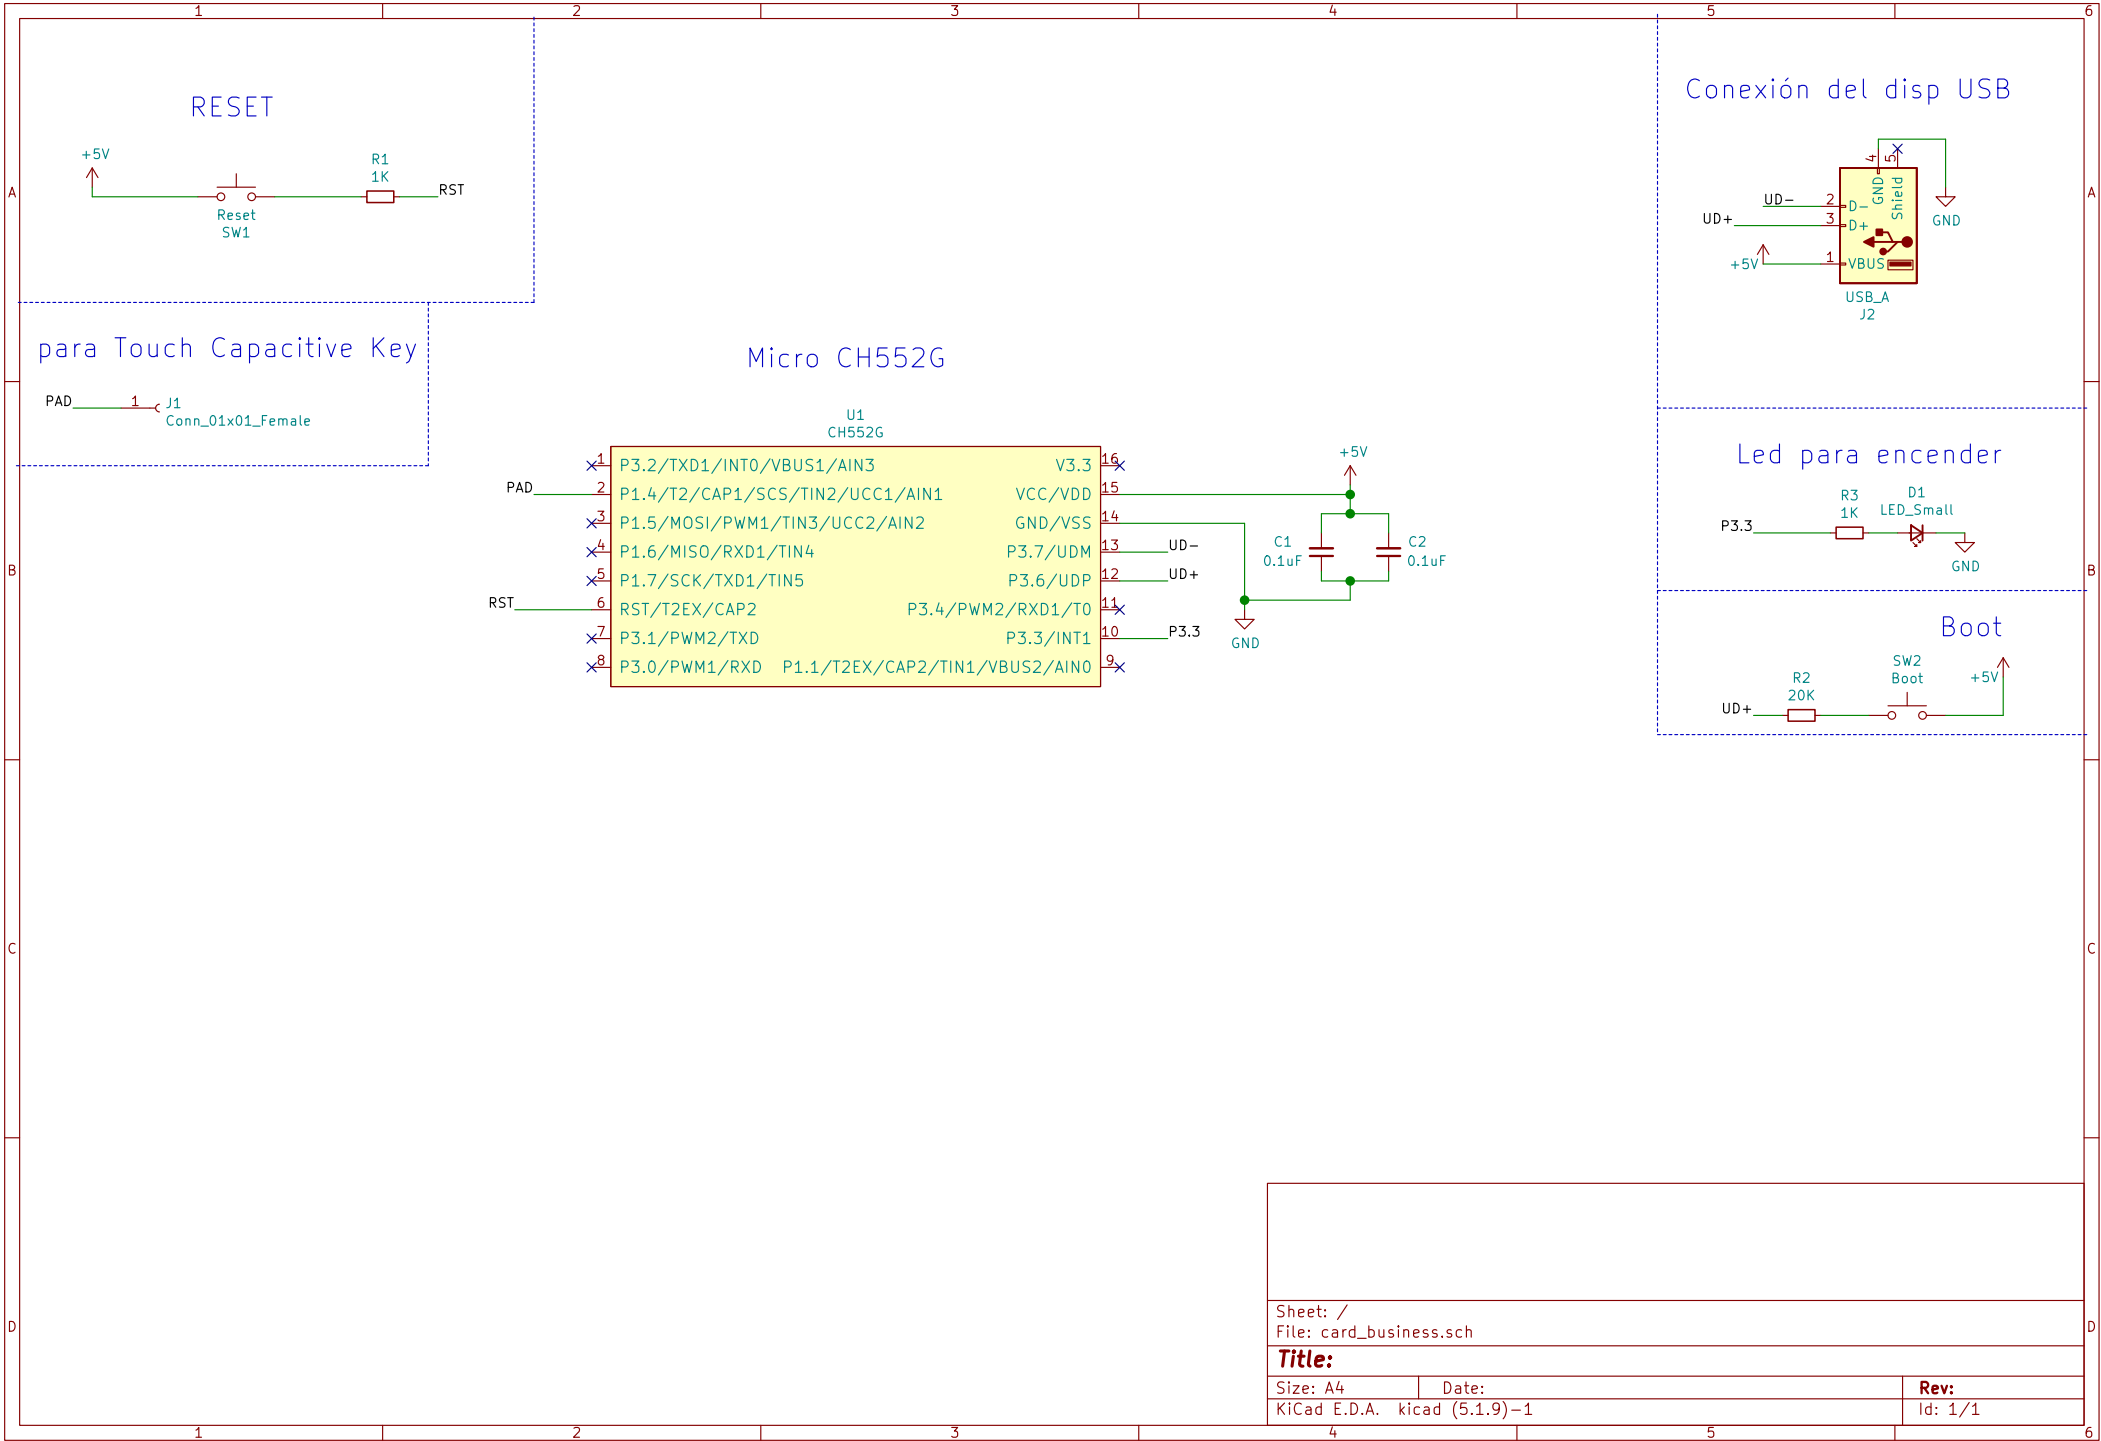 1 2 3 4 5 6
A
B
C
D
A
B
C
D
RESET
+5V
Reset
SW1
R1
1K
RST
para Touch Capacitive Key
PAD
1
J1
Conn_01x01_Female
Micro CH552G
U1
CH552G
PAD
RST
1 P3.2/TXD1/INT0/VBUS1/AIN3
2 P1.4/T2/CAP1/SCS/TIN2/UCC1/AIN1
3 P1.5/MOSI/PWM1/TIN3/UCC2/AIN2
4 P1.6/MISO/RXD1/TIN4
5 P1.7/SCK/TXD1/TIN5
6 RST/T2EX/CAP2
7 P3.1/PWM2/TXD
8 P3.0/PWM1/RXD
V3.3 16
VCC/VDD 15
GND/VSS 14
P3.7/UDM 13
P3.6/UDP 12
P3.4/PWM2/RXD1/T0 11
P3.3/INT1 10
P1.1/T2EX/CAP2/TIN1/VBUS2/AIN0 9
UD-
UD+
P3.3
+5V
C1
0.1uF
C2
0.1uF
GND
Conexión del disp USB
4
5
GND
Shield
UD- 2 D-
UD+ 3 D+
+5V 1 VBUS
GND
USB_A
J2
Led para encender
P3.3
R3
1K
D1
LED_Small
GND
Boot
UD+
R2
20K
SW2
Boot
+5V
Sheet: /
File: card_business.sch
Title:
Size: A4 Date: Rev:
KiCad E.D.A. kicad (5.1.9)-1 Id: 1/1
1 2 3 4 5 6